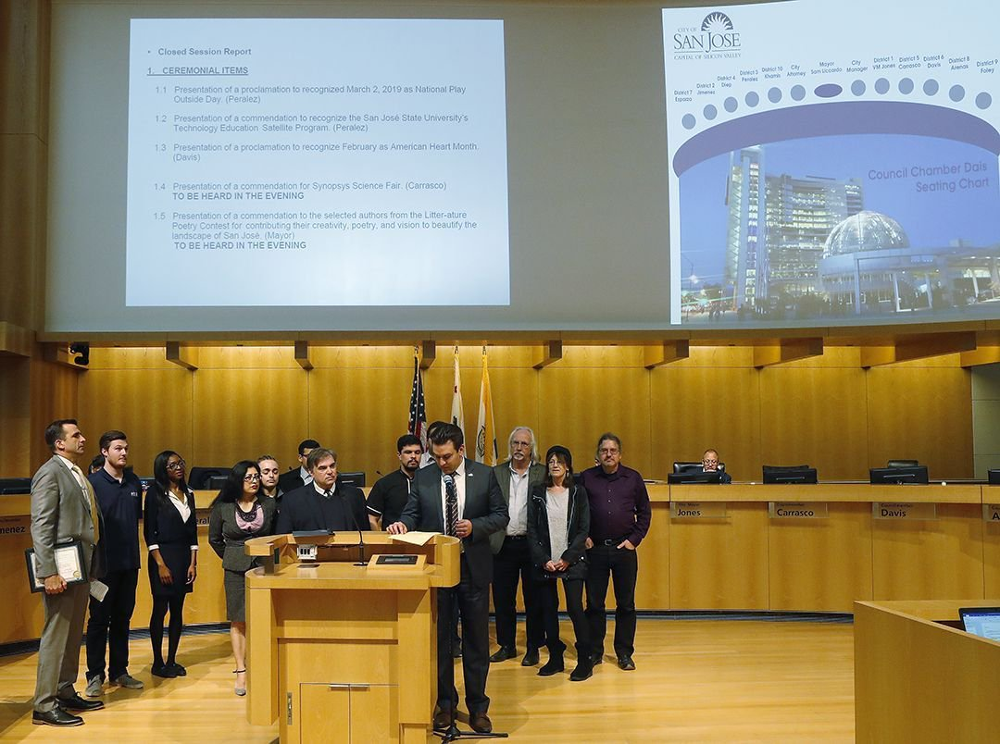 • Closed Session Report
1. CEREMONIAL ITEMS
1.1 Presentation of a proclamation to recognized March 2, 2019 as National Play
Outside Day. (Peralez)
1.2 Presentation of a commendation to recognize the San José State University's
Technology Education Satellite Program. (Peralez)
1.3 Presentation of a proclamation to recognize February as American Heart Month.
(Davis)
1.4 Presentation of a commendation for Synopsys Science Fair. (Carrasco)
TO BE HEARD IN THE EVENING
1.5 Presentation of a commendation to the selected authors from the Litter-ature
Poetry Contest for contributing their creativity, poetry, and vision to beautify the
landscape of San José. (Mayor)
TO BE HEARD IN THE EVENING
CITY OF
SAN JOSE
CAPITAL OF SILICON VALLEY
District 7
Esparza
District 2
Jimenez
District 4
Diep
District 3
Peralez
District 10
Khamis
City
Attorney
Mayor
Sam Liccardo
City
Manager
District 1
VM Jones
District 5
Carrasco
District 6
Davis
District 8
Arenas
District 9
Foley
Council Chamber Dais
Seating Chart
Jones
Carrasco
Davis